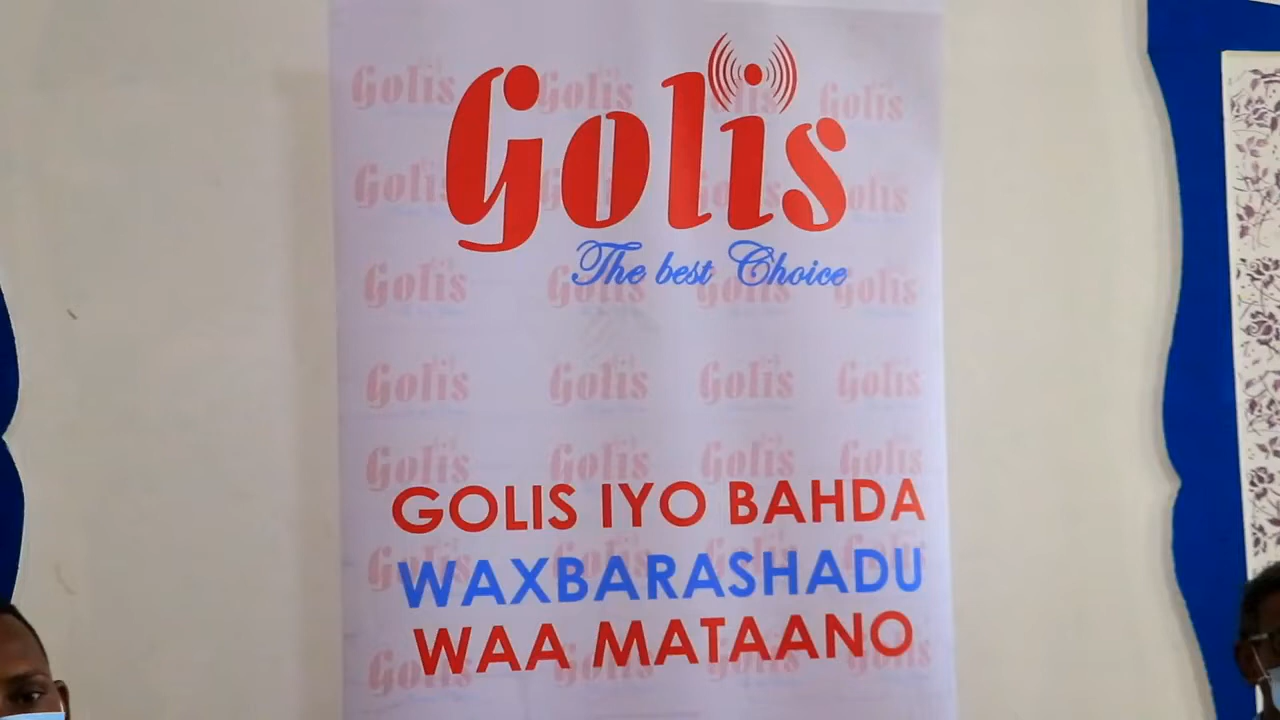 Golis
The best Choice
GOLIS IYO BAHDA
WAXBARASHADU
WAA MATAANO